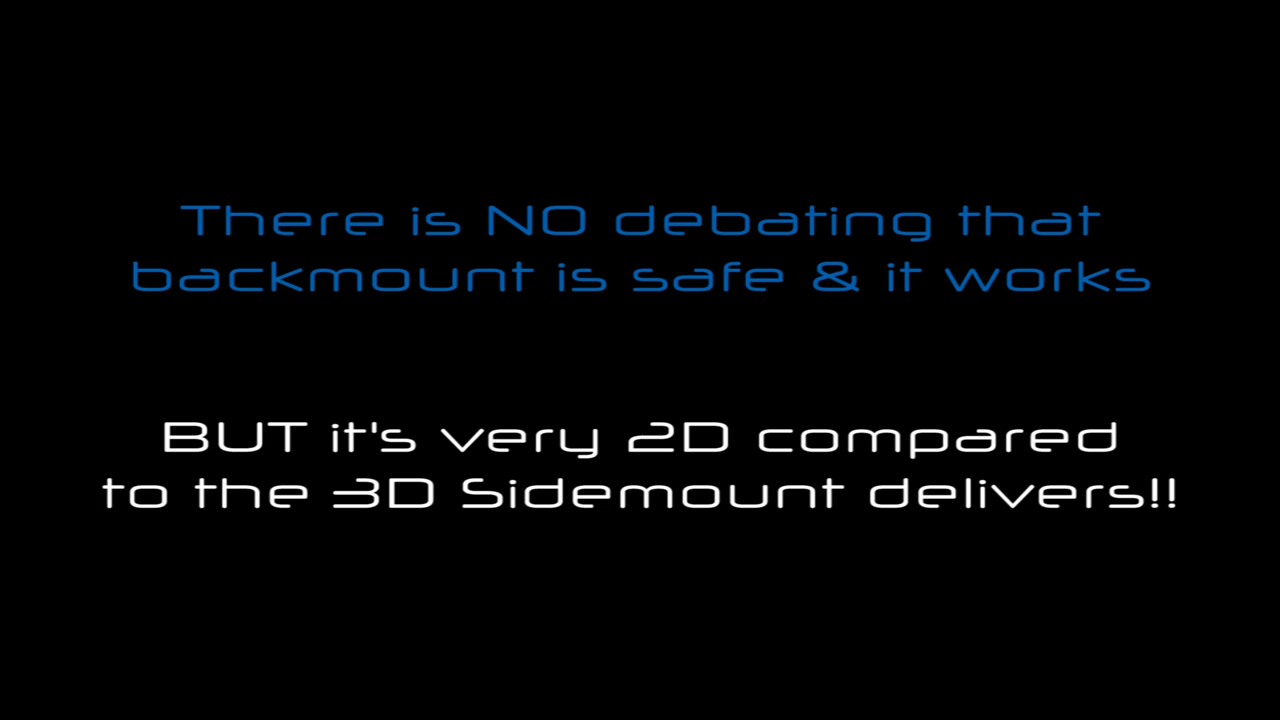 There is NO debating that
backmount is safe & it works
BUT it's very 2D compared
to the 3D Sidemount delivers!!